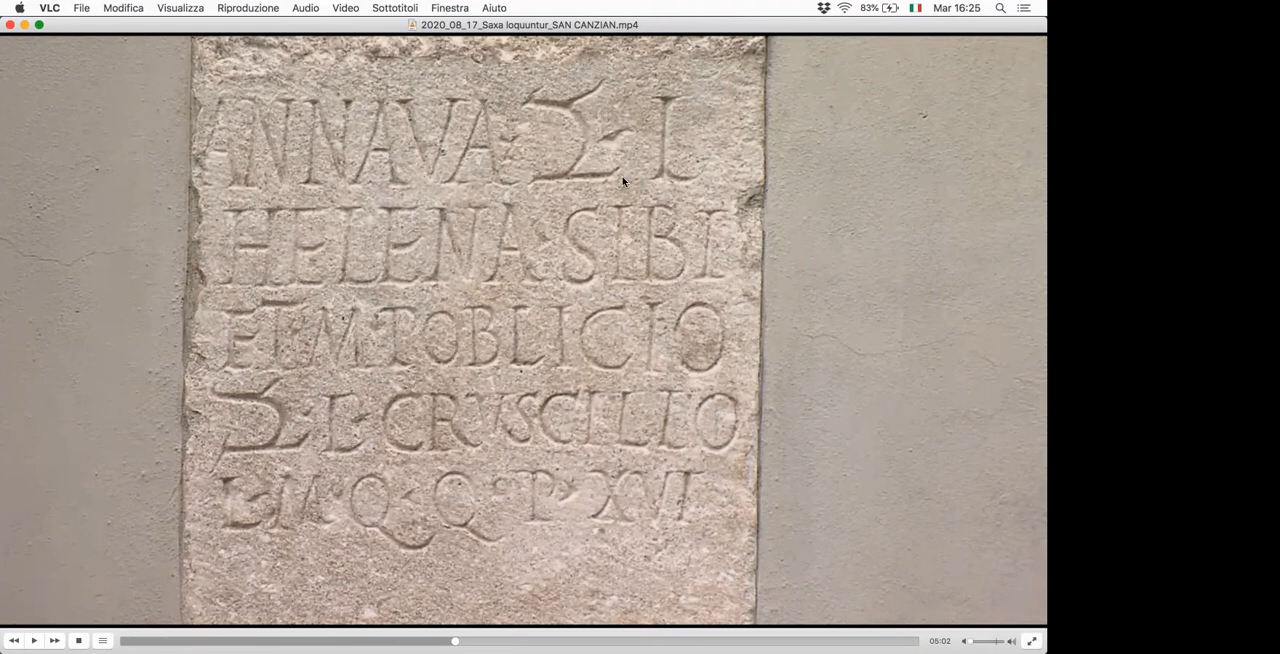 VLC File Modifica Visualizza Riproduzione Audio Video Sottotitoli Finestra Aiuto 83% Mar 16:25
2020_08_17_Saxa loquuntur_SAN CANZIAN.mp4
ANNAVA · Σ · L
HELENA · SIBI
ET · M · TOBLICIO
Σ · L · CRVSCILLO
L · M · Q · Q · P · XVI
05:02